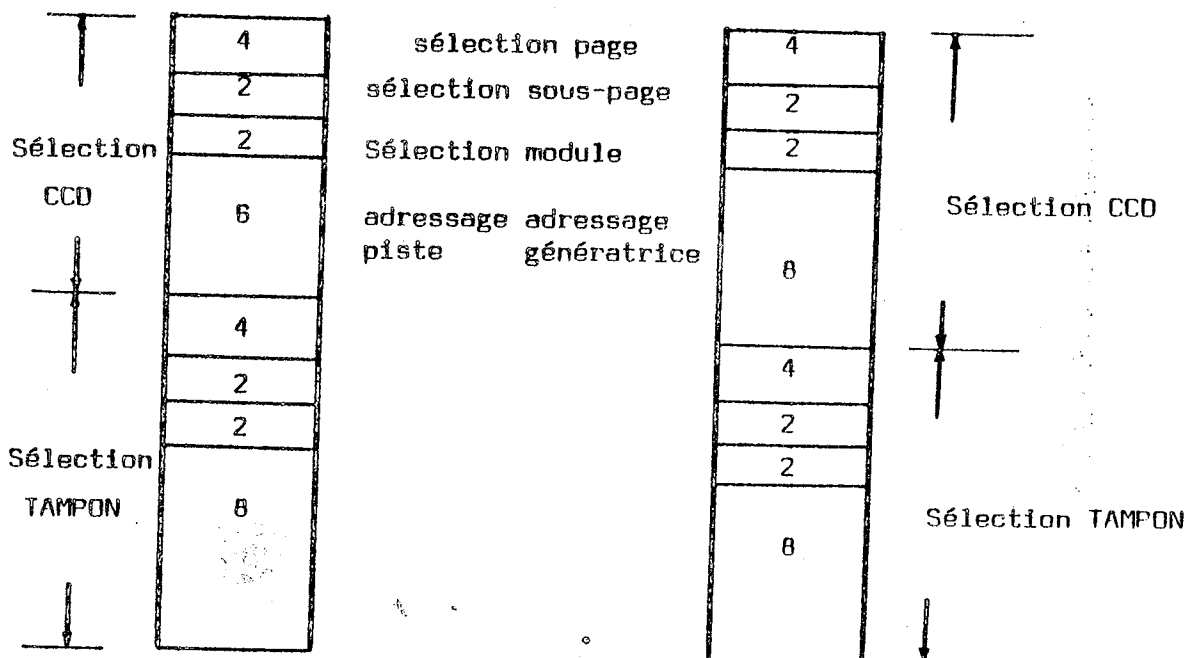 4 sélection page 4
2 sélection sous-page 2
Sélection 2 Sélection module 2
CCD 6 adressage adressage Sélection CCD
piste génératrice 8
4 4
2 2
2 2
Sélection
TAMPON 8 Sélection TAMPON
8